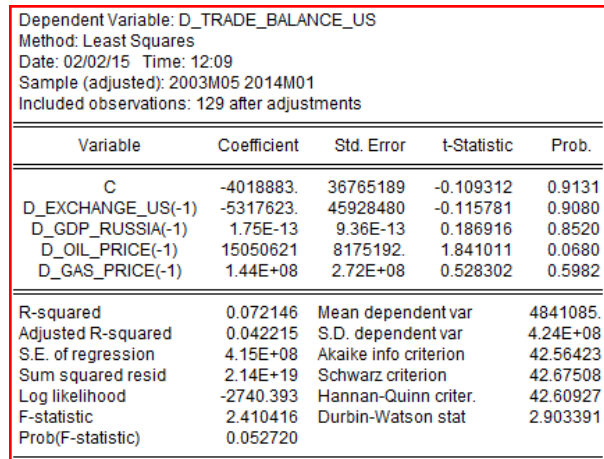 Dependent Variable: D_TRADE_BALANCE_US
Method: Least Squares
Date: 02/02/15 Time: 12:09
Sample (adjusted): 2003M05 2014M01
Included observations: 129 after adjustments
Variable Coefficient Std. Error t-Statistic Prob.
C -4018883. 36765189 -0.109312 0.9131
D_EXCHANGE_US(-1) -5317623. 45928480 -0.115781 0.9080
D_GDP_RUSSIA(-1) 1.75E-13 9.36E-13 0.186916 0.8520
D_OIL_PRICE(-1) 15050621 8175192. 1.841011 0.0680
D_GAS_PRICE(-1) 1.44E+08 2.72E+08 0.528302 0.5982
R-squared 0.072146 Mean dependent var 4841085.
Adjusted R-squared 0.042215 S.D. dependent var 4.24E+08
S.E. of regression 4.15E+08 Akaike info criterion 42.56423
Sum squared resid 2.14E+19 Schwarz criterion 42.67508
Log likelihood -2740.393 Hannan-Quinn criter. 42.60927
F-statistic 2.410416 Durbin-Watson stat 2.903391
Prob(F-statistic) 0.052720